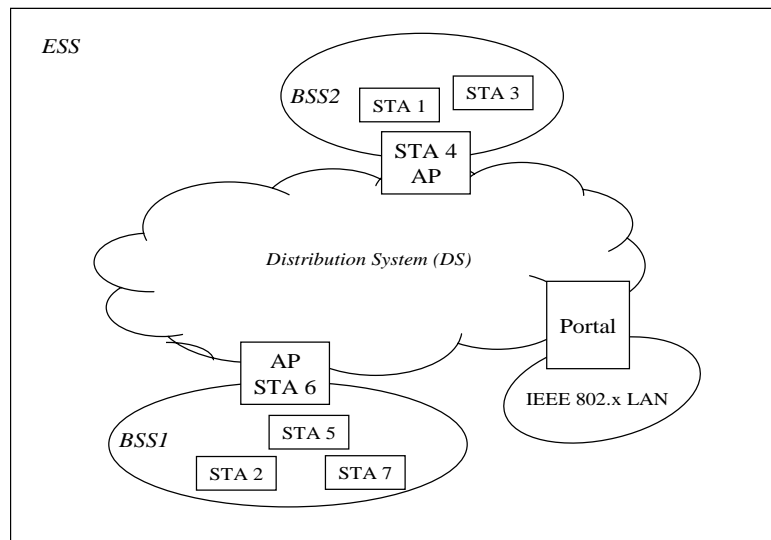 ESS
BSS2
STA 1
STA 3
STA 4
AP
Distribution System (DS)
Portal
IEEE 802.x LAN
AP
STA 6
BSS1
STA 5
STA 2
STA 7